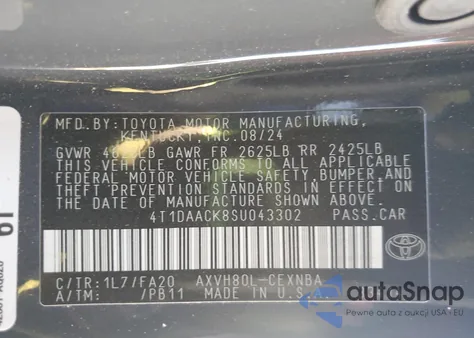 MFD.BY: TOYOTA MOTOR MANUFACTURING,
KENTUCKY, INC. 08/24
GVWR LB GAWR FR 2625LB RR 2425LB
THIS VEHICLE CONFORMS TO ALL APPLICABLE
FEDERAL MOTOR VEHICLE SAFETY, BUMPER, AND
THEFT PREVENTION STANDARDS IN EFFECT ON
THE DATE OF MANUFACTURE SHOWN ABOVE.
4T1DAACK8SU043302 PASS.CAR
C/TR:1L7/FA20 AXVH80L-CEXNBA
A/TM: /PB11 MADE IN U.S.
TOYOTA
autoSnap
Pewne auta z aukcji USA i EU